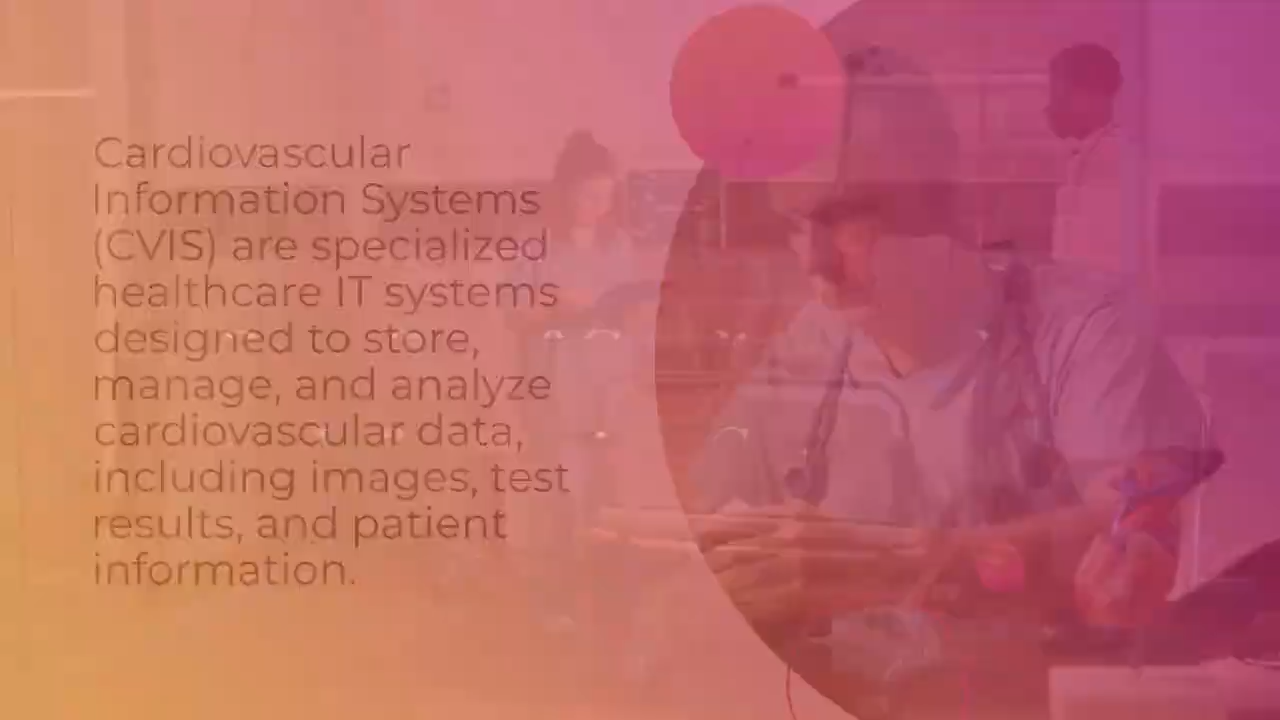 Cardiovascular
Information Systems
(CVIS) are specialized
healthcare IT systems
designed to store,
manage, and analyze
cardiovascular data,
including images, test
results, and patient
information.